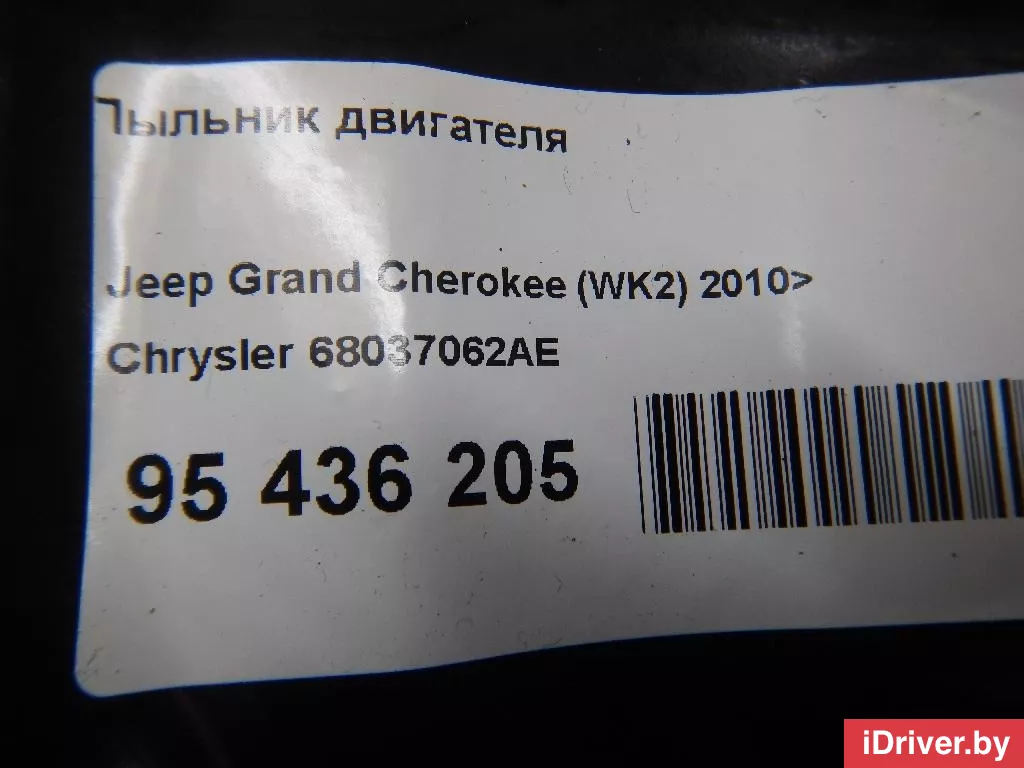 Пыльник двигателя
Jeep Grand Cherokee (WK2) 2010>
Chrysler 68037062AE
95 436 205
iDriver.by